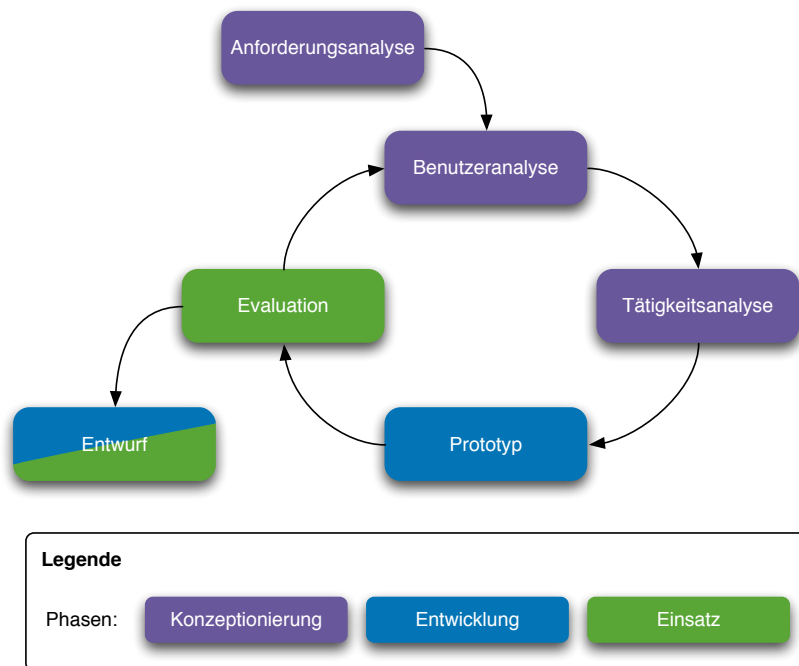 Anforderungsanalyse
Benutzeranalyse
Evaluation
Tätigkeitsanalyse
Entwurf
Prototyp
Legende
Phasen: Konzeptionierung Entwicklung Einsatz